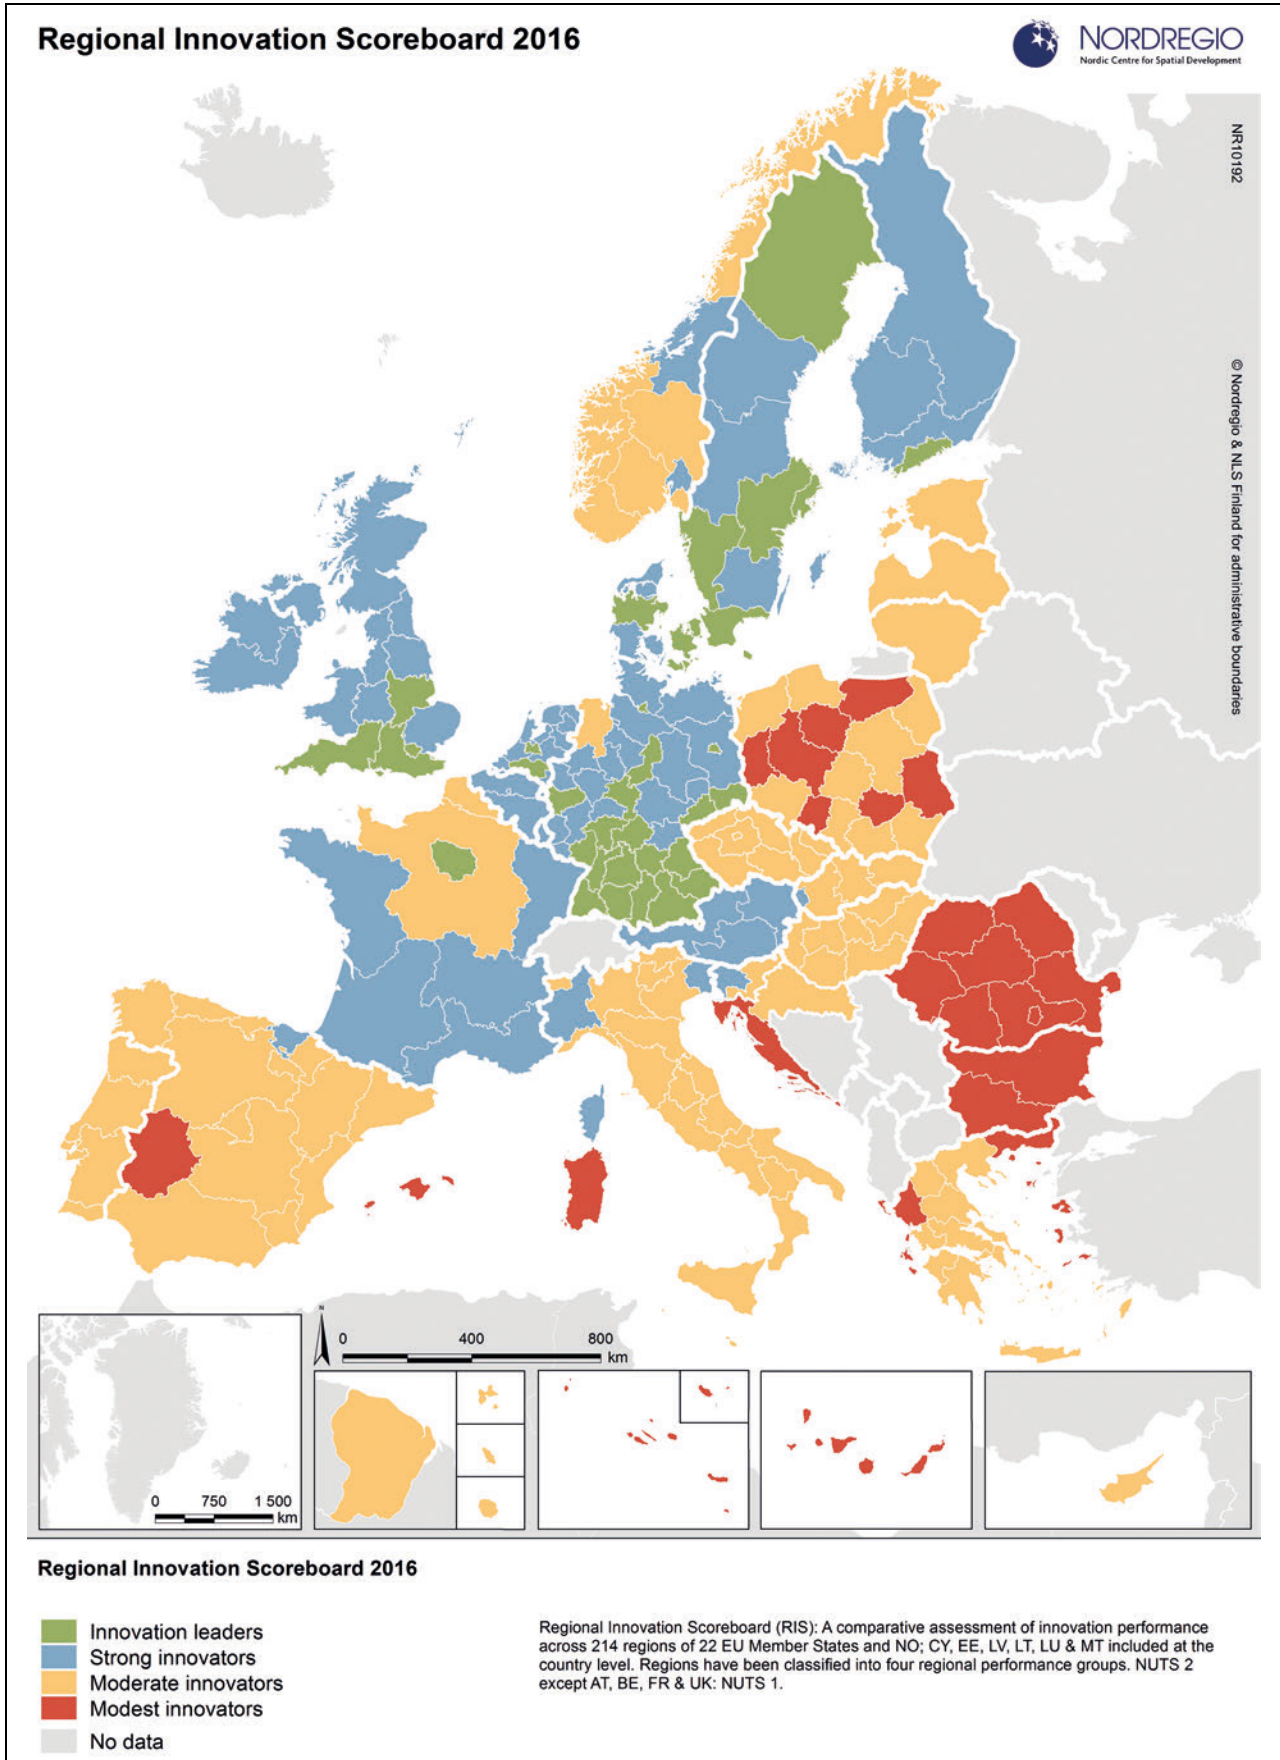 Regional Innovation Scoreboard 2016
NORDREGIO
Nordic Centre for Spatial Development
NR10192
© Nordregio & NLS Finland for administrative boundaries
N
0 400 800
km
0 750 1 500
km
Regional Innovation Scoreboard 2016
Innovation leaders
Strong innovators
Moderate innovators
Modest innovators
No data
Regional Innovation Scoreboard (RIS): A comparative assessment of innovation performance
across 214 regions of 22 EU Member States and NO; CY, EE, LV, LT, LU & MT included at the
country level. Regions have been classified into four regional performance groups. NUTS 2
except AT, BE, FR & UK: NUTS 1.